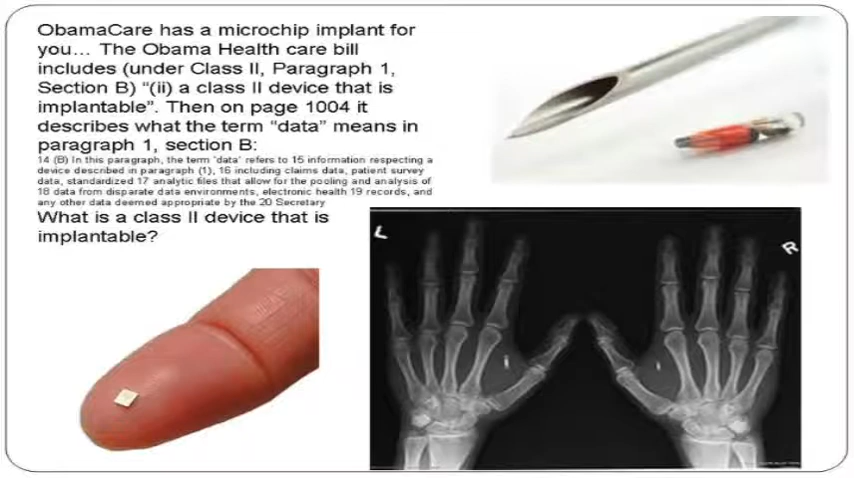 ObamaCare has a microchip implant for
you... The Obama Health care bill
includes (under Class II, Paragraph 1,
Section B) “(ii) a class II device that is
implantable”. Then on page 1004 it
describes what the term “data” means in
paragraph 1, section B:
14 (B) In this paragraph, the term ‘data’ refers to 15 information respecting a
device described in paragraph (1), 16 including claims data, patient survey
data, standardized 17 analytic files that allow for the pooling and analysis of
18 data from disparate data environments, electronic health 19 records, and
any other data deemed appropriate by the 20 Secretary
What is a class II device that is
implantable?
L
R